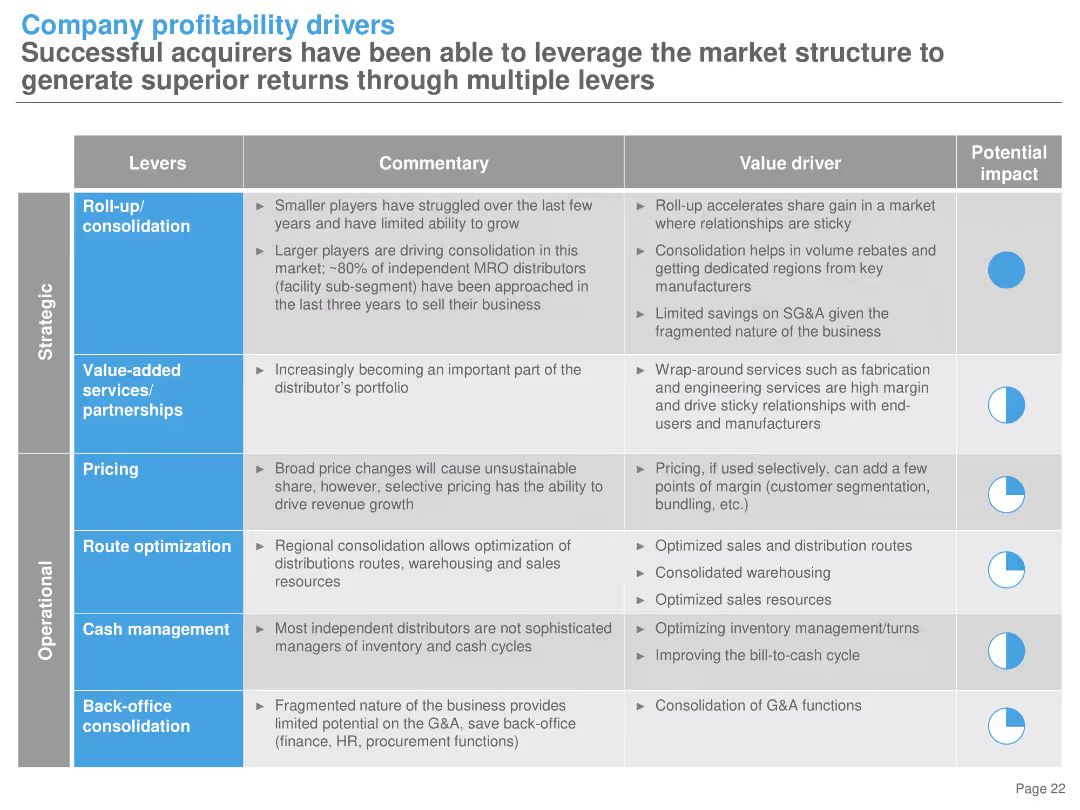 Company profitability drivers
Successful acquirers have been able to leverage the market structure to
generate superior returns through multiple levers
Levers
Commentary
Value driver
Potential
impact
Strategic
Roll-up/
consolidation
► Smaller players have struggled over the last few
years and have limited ability to grow
► Larger players are driving consolidation in this
market; ~80% of independent MRO distributors
(facility sub-segment) have been approached in
the last three years to sell their business
► Roll-up accelerates share gain in a market
where relationships are sticky
► Consolidation helps in volume rebates and
getting dedicated regions from key
manufacturers
► Limited savings on SG&A given the
fragmented nature of the business
Value-added
services/
partnerships
► Increasingly becoming an important part of the
distributor's portfolio
► Wrap-around services such as fabrication
and engineering services are high margin
and drive sticky relationships with end-
users and manufacturers
Operational
Pricing
► Broad price changes will cause unsustainable
share, however, selective pricing has the ability to
drive revenue growth
► Pricing, if used selectively, can add a few
points of margin (customer segmentation,
bundling, etc.)
Route optimization
► Regional consolidation allows optimization of
distributions routes, warehousing and sales
resources
► Optimized sales and distribution routes
► Consolidated warehousing
► Optimized sales resources
Cash management
► Most independent distributors are not sophisticated
managers of inventory and cash cycles
► Optimizing inventory management/turns
► Improving the bill-to-cash cycle
Back-office
consolidation
► Fragmented nature of the business provides
limited potential on the G&A, save back-office
(finance, HR, procurement functions)
► Consolidation of G&A functions
Page 22